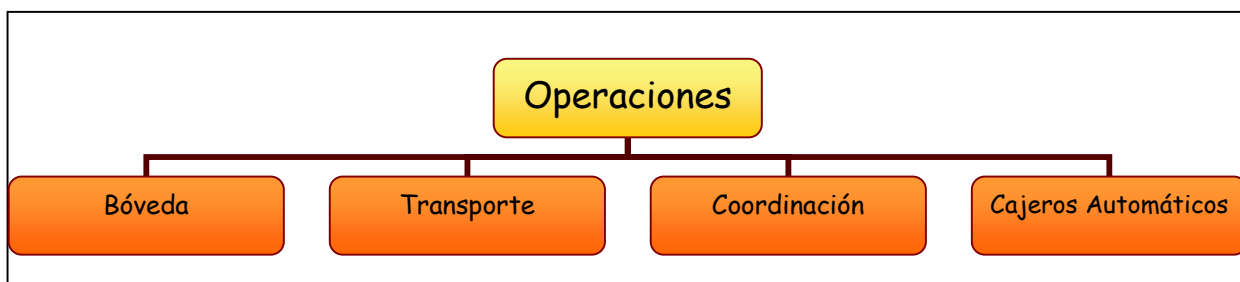 Operaciones
Bóveda
Transporte
Coordinación
Cajeros Automáticos